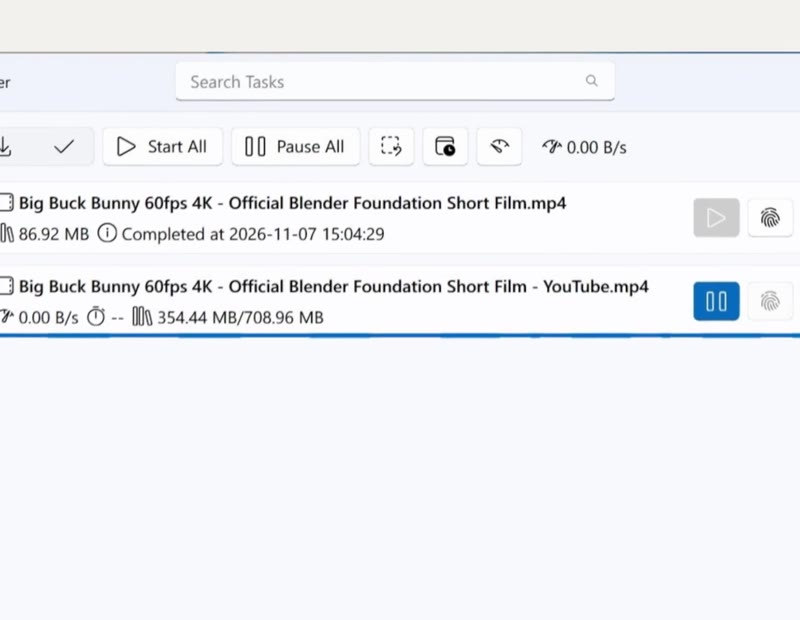 er
Search Tasks
Start All
Pause All
0.00 B/s
Big Buck Bunny 60fps 4K - Official Blender Foundation Short Film.mp4
86.92 MB Completed at 2026-11-07 15:04:29
Big Buck Bunny 60fps 4K - Official Blender Foundation Short Film - YouTube.mp4
0.00 B/s -- 354.44 MB/708.96 MB